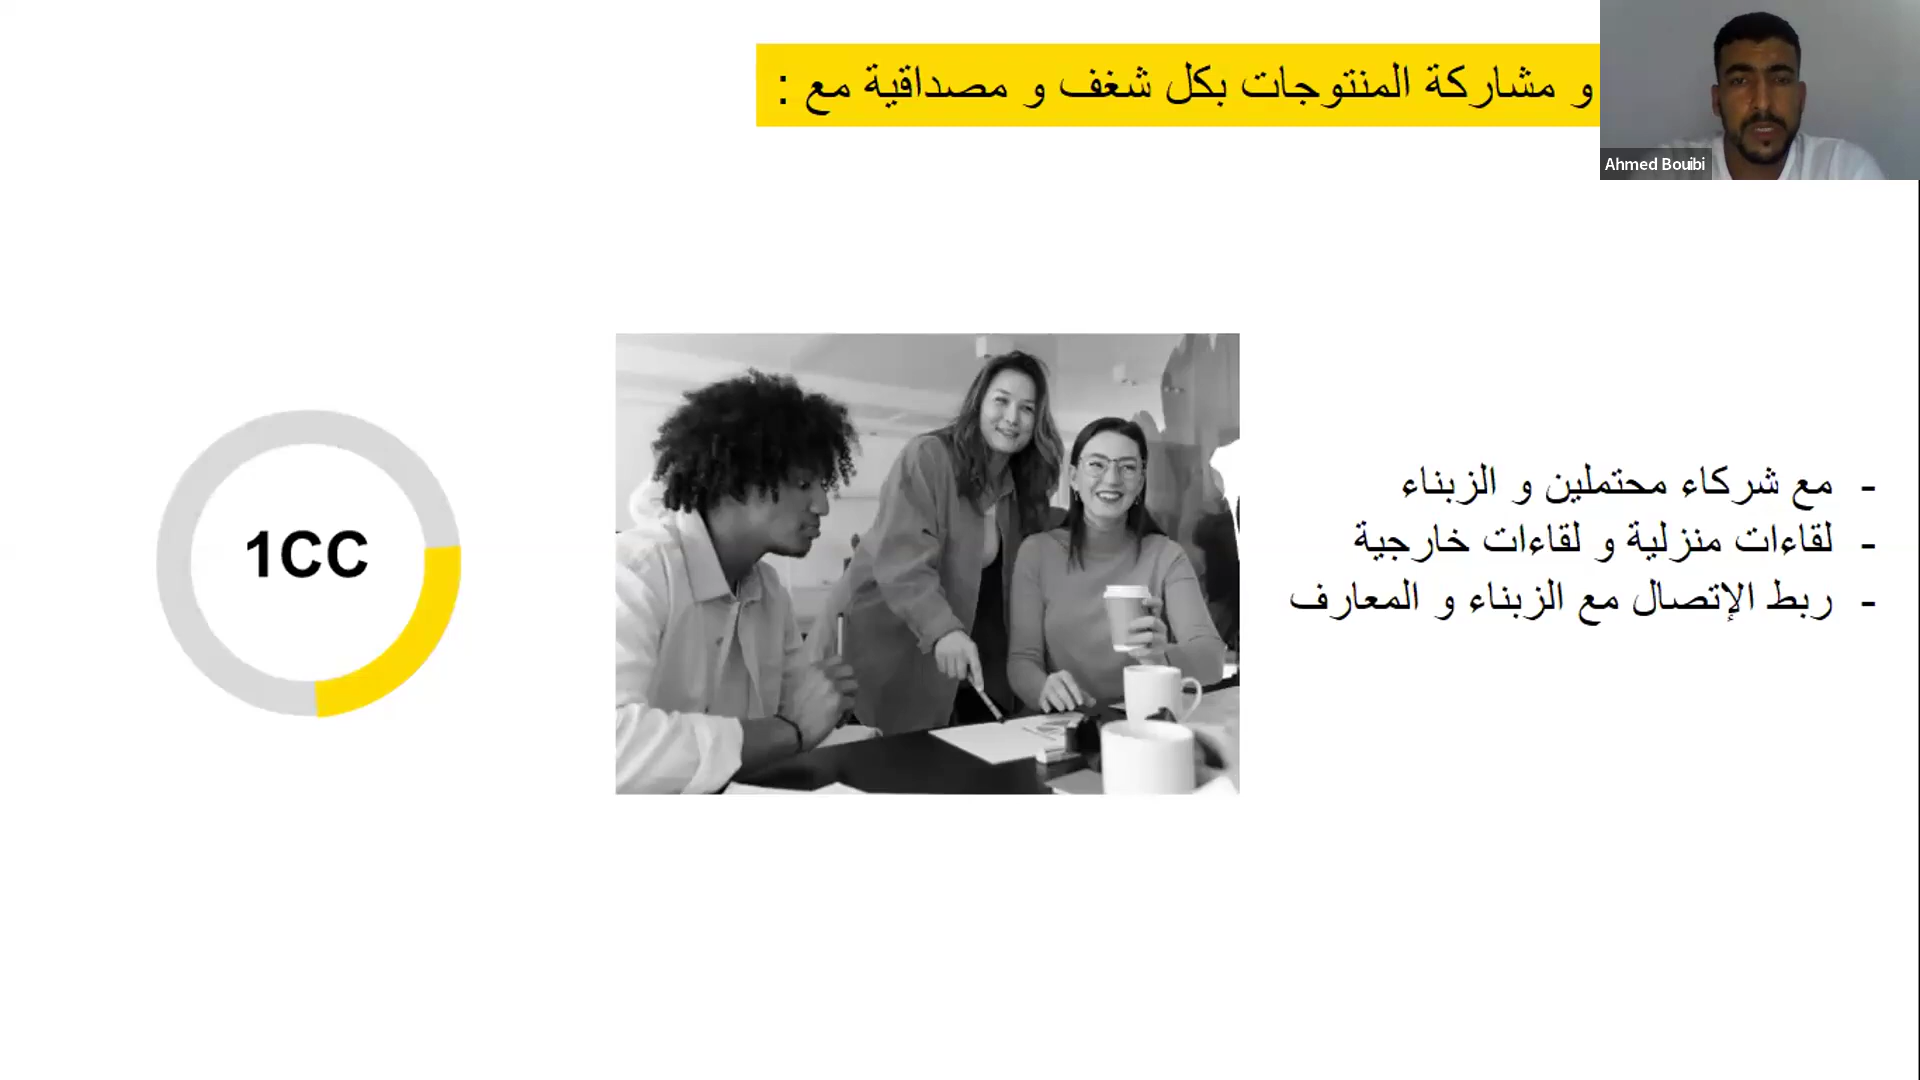 و مشاركة المنتوجات بكل شغف و مصداقية مع :
Ahmed Bouibi
- مع شركاء محتملين و الزبناء
- لقاءات منزلية و لقاءات خارجية
- ربط الإتصال مع الزبناء و المعارف
1CC